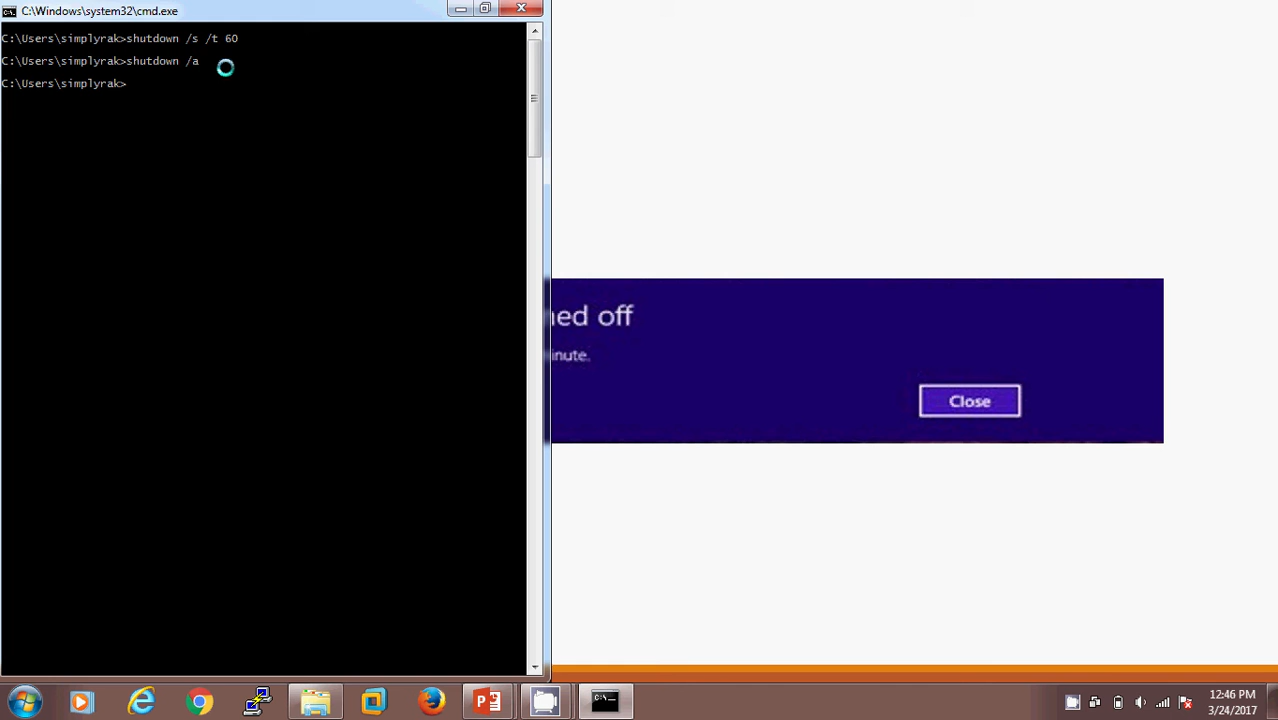 C:\Windows\system32\cmd.exe
C:\Users\simplyrak>shutdown /s /t 60
C:\Users\simplyrak>shutdown /a
C:\Users\simplyrak>
ned off
inute.
Close
12:46 PM
3/24/2017